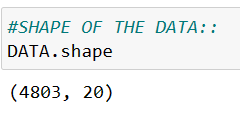 #SHAPE OF THE DATA::
DATA.shape
(4803, 20)